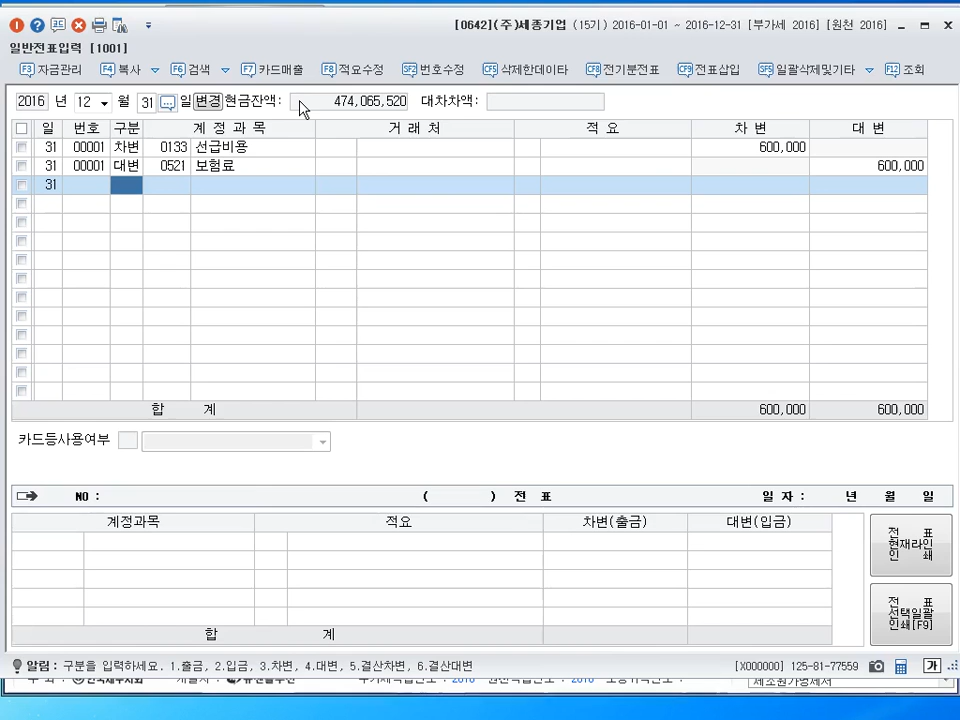 [0642](주)세종기업 (15기) 2016-01-01 ~ 2016-12-31 [부가세 2016] [원천 2016]
일반전표입력 [1001]
F3 자금관리 F4 복사 F6 검색 F7 카드매출 F8 적요수정 SF2 번호수정 CF5 삭제한데이타 CF8 전기분전표 CF9 전표삽입 SF5 일괄삭제및기타 F12 조회
2016 년 12 월 31 일 변경 현금잔액: 474,065,520 대차차액:
일 번호 구분 계 정 과 목 거 래 처 적 요 차 변 대 변
31 00001 차변 0133 선급비용 600,000
31 00001 대변 0521 보험료 600,000
31
합 계 600,000 600,000
카드등사용여부
NO : ( ) 전 표 일 자 : 년 월 일
계정과목 적요 차변(출금) 대변(입금)
전 표
현재라인
인 쇄
전 표
선택일괄
인쇄[F9]
합 계
알림 : 구분을 입력하세요. 1.출금, 2.입금, 3.차변, 4.대변, 5.결산차변, 6.결산대변 [X000000] 125-81-77559 가